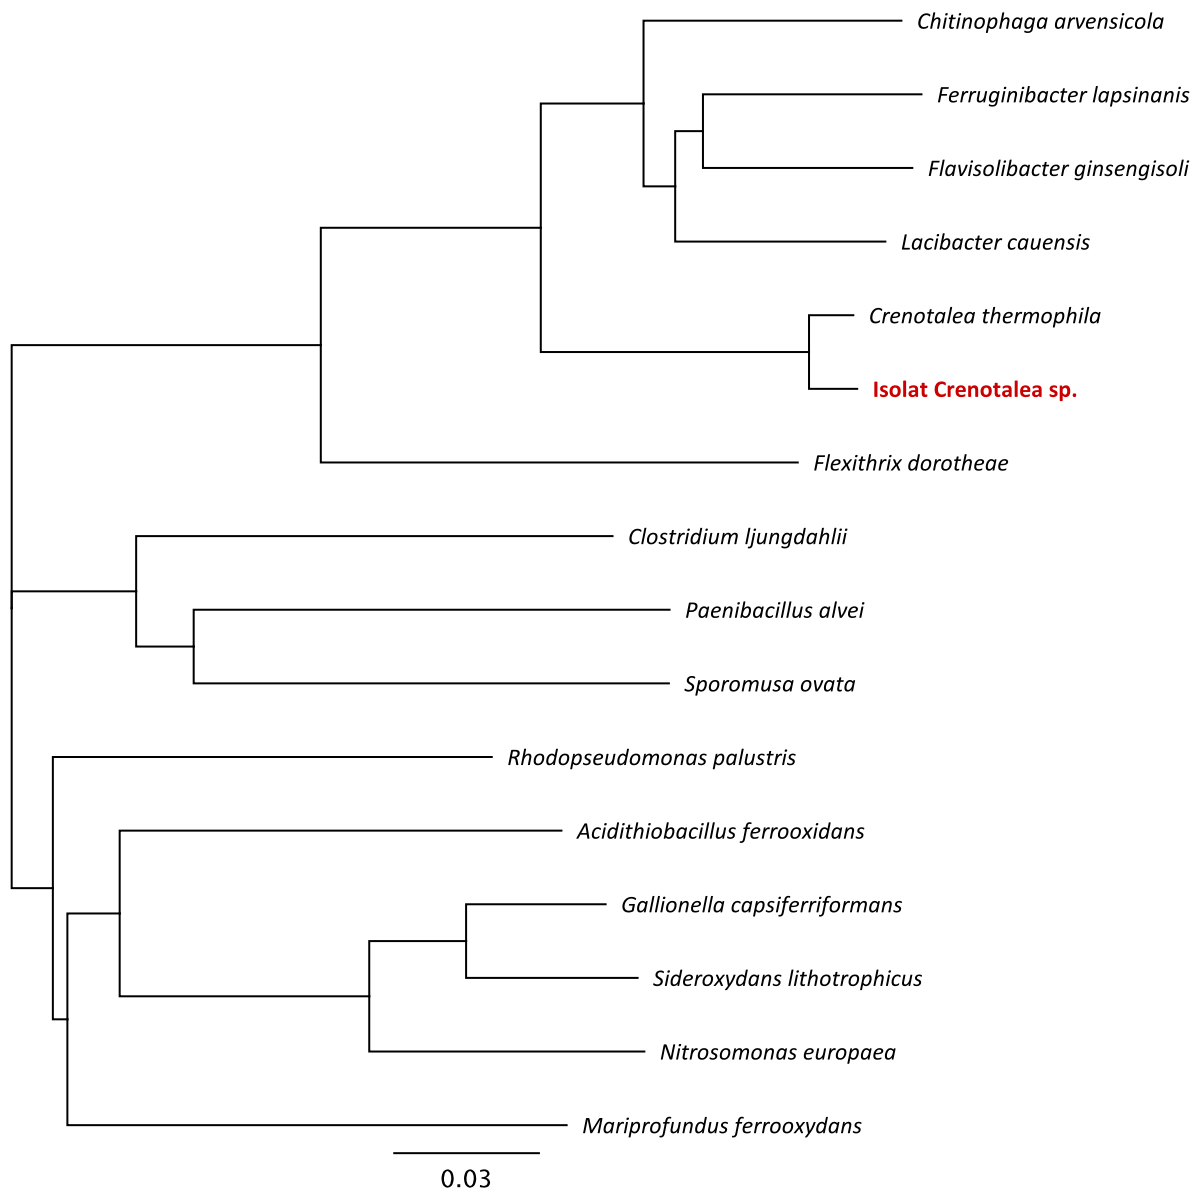 Chitinophaga arvensicola
Ferruginibacter lapsinanis
Flavisolibacter ginsengisoli
Lacibacter cauensis
Crenotalea thermophila
Isolat Crenotalea sp.
Flexithrix dorotheae
Clostridium ljungdahlii
Paenibacillus alvei
Sporomusa ovata
Rhodopseudomonas palustris
Acidithiobacillus ferrooxidans
Gallionella capsiferriformans
Sideroxydans lithotrophicus
Nitrosomonas europaea
Mariprofundus ferrooxydans
0.03